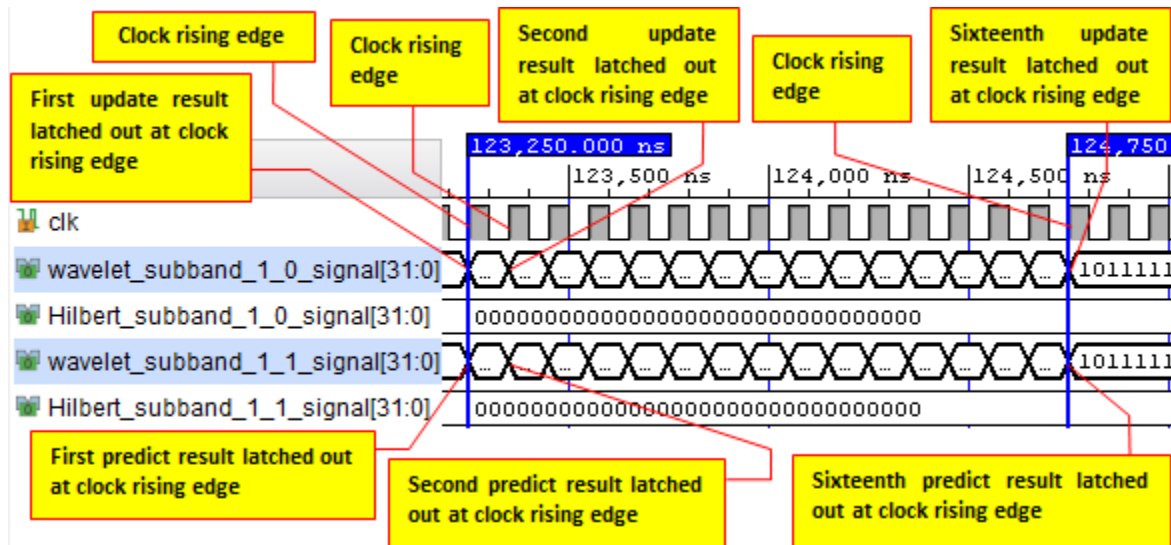 Clock rising edge
Clock rising
edge
Second update
result latched out
at clock rising edge
Clock rising
edge
Sixteenth update
result latched out
at clock rising edge
First update result
latched out at clock
rising edge
123,250.000 ns
124,750
123,500 ns
124,000 ns
124,500 ns
clk
wavelet_subband_1_0_signal[31:0]
... ... ... ... ... ... ... ... ... ... ... ... ... ... ... 1011111
Hilbert_subband_1_0_signal[31:0]
00000000000000000000000000000000
wavelet_subband_1_1_signal[31:0]
... ... ... ... ... ... ... ... ... ... ... ... ... ... ... 1011111
Hilbert_subband_1_1_signal[31:0]
00000000000000000000000000000000
First predict result latched out
at clock rising edge
Second predict result latched
out at clock rising edge
Sixteenth predict result latched
out at clock rising edge